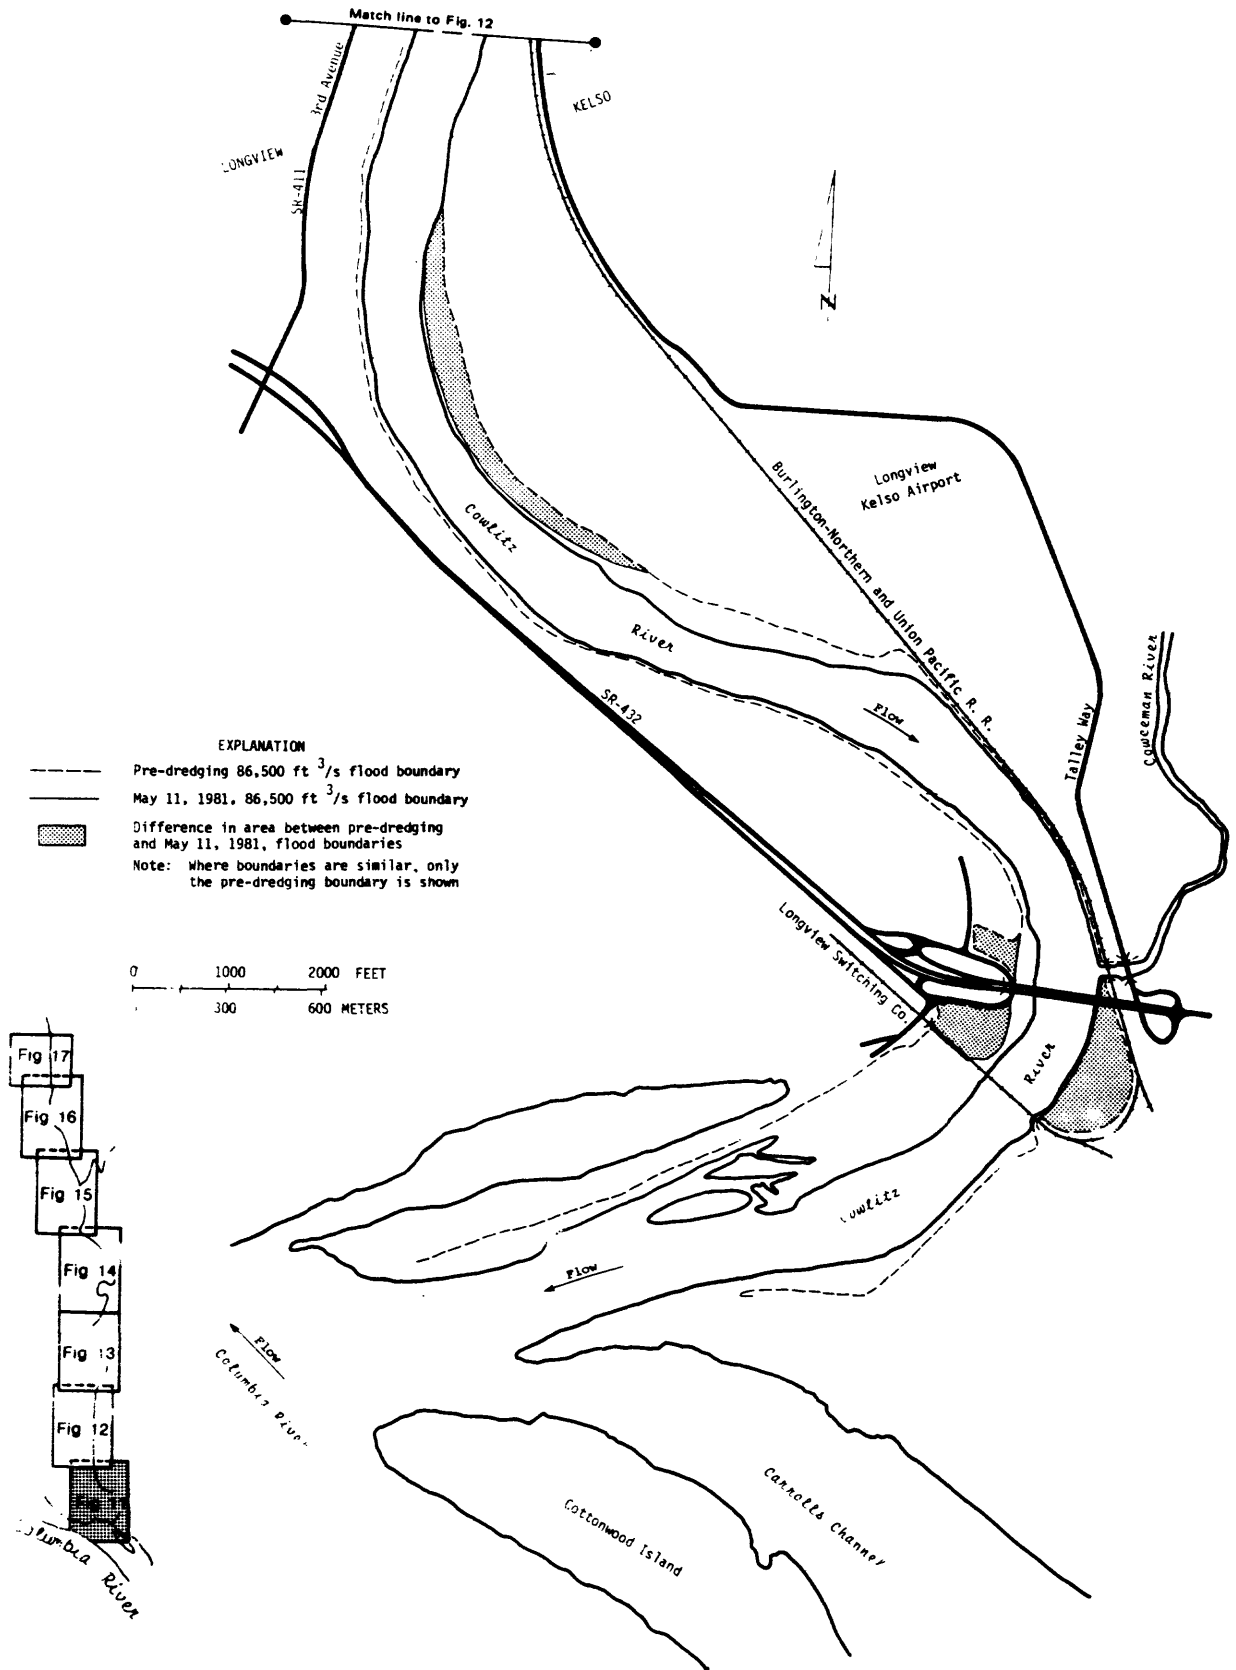 Match line to Fig. 12
3rd Avenue
KELSO
LONGVIEW
SR-411
N
Longview
Kelso Airport
Burlington-Northern and Union Pacific R. R.
Cowlitz
River
SR-432
Flow
Talley Way
Coweeman River
EXPLANATION
Pre-dredging 86,500 ft 3/s flood boundary
May 11, 1981, 86,500 ft 3/s flood boundary
Difference in area between pre-dredging
and May 11, 1981, flood boundaries
Note: Where boundaries are similar, only
the pre-dredging boundary is shown
Longview Switching Co.
0 1000 2000 FEET
300 600 METERS
River
Cowlitz
Flow
Flow
Columbia River
Carrolls Channel
Cottonwood Island
Fig 17
Fig 16
Fig 15
Fig 14
Fig 13
Fig 12
Fig 11
Columbia River